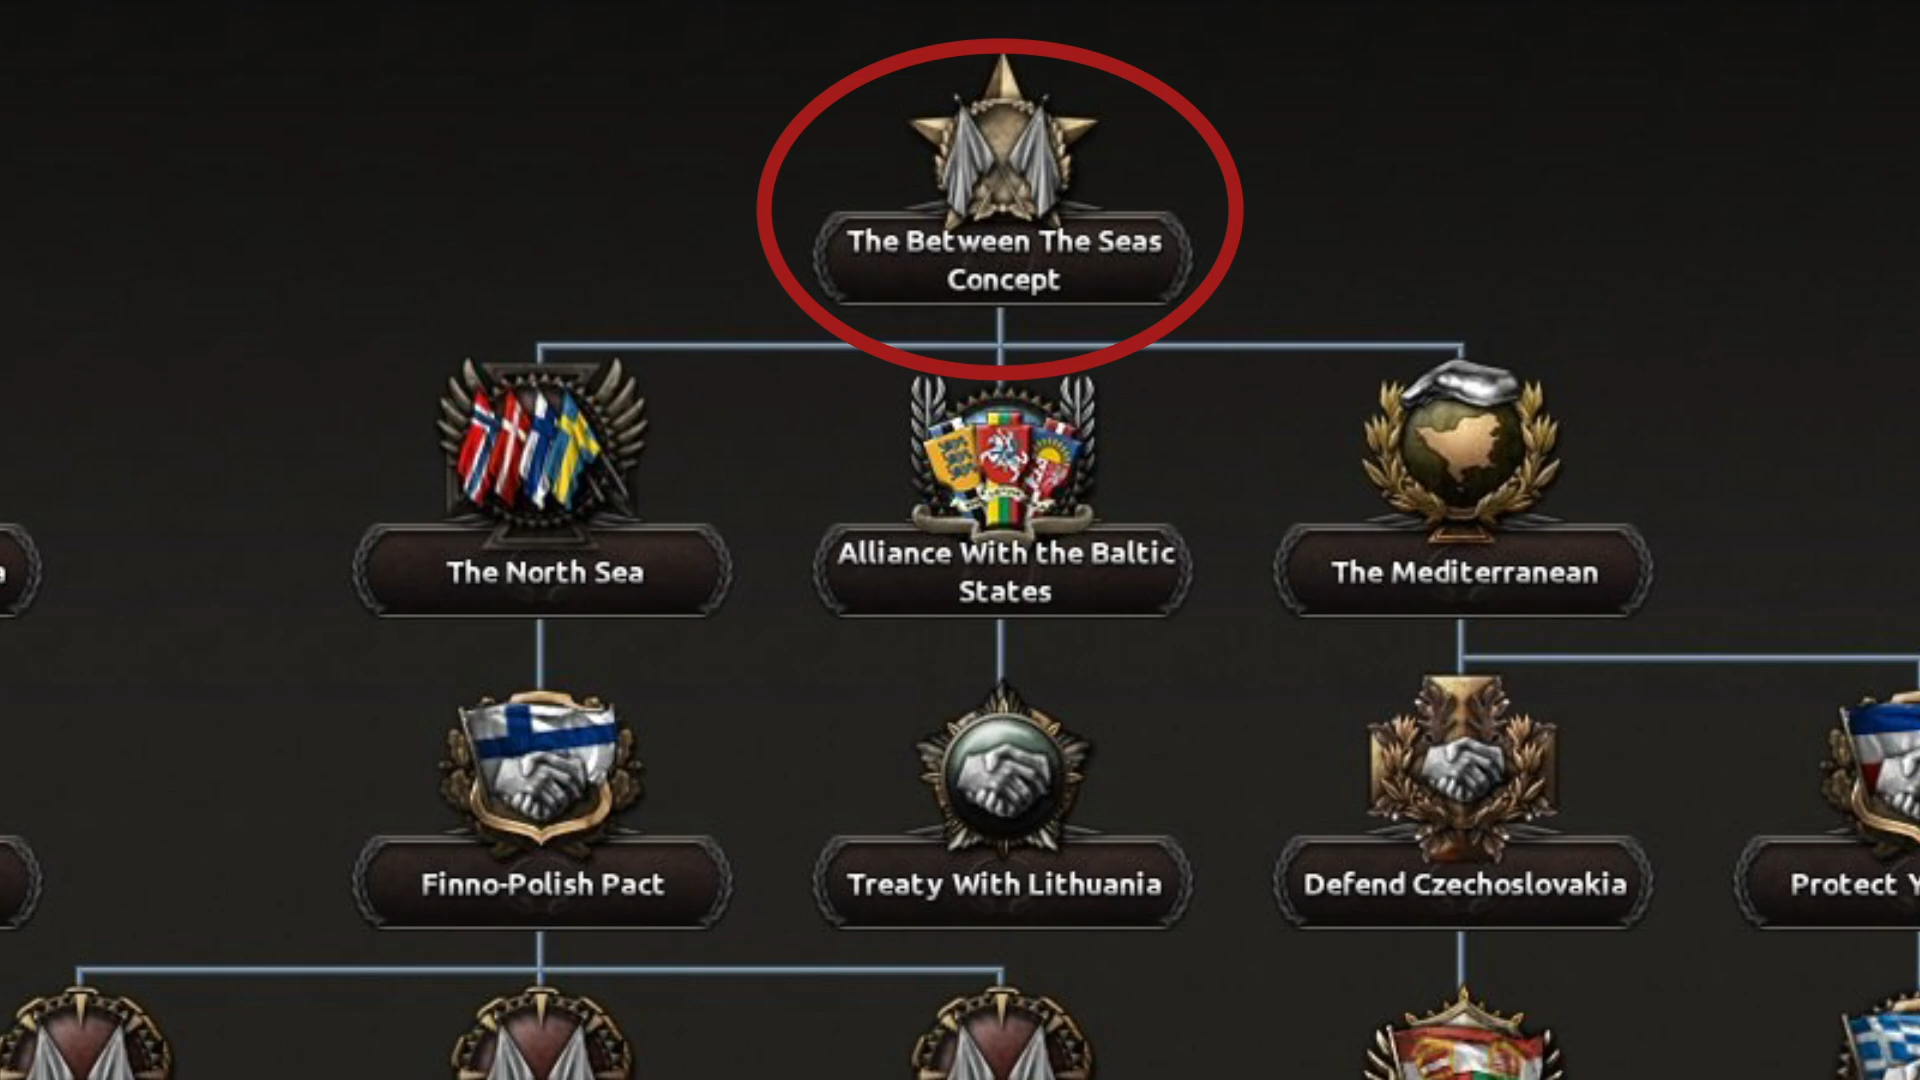 The Between The Seas
Concept
The North Sea
Alliance With the Baltic
States
The Mediterranean
Finno-Polish Pact
Treaty With Lithuania
Defend Czechoslovakia
Protect